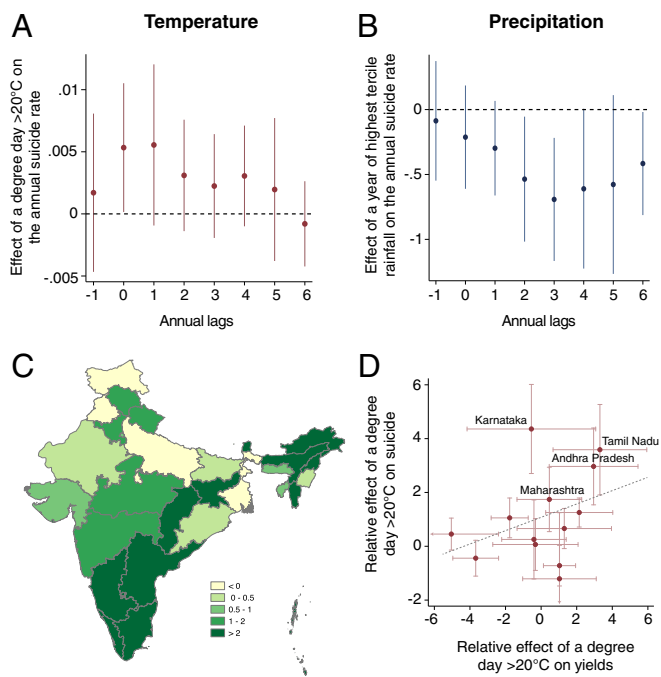 A
Temperature
Effect of a degree day >20°C on
the annual suicide rate
.01
.005
0
-.005
-1 0 1 2 3 4 5 6
Annual lags
B
Precipitation
Effect of a year of highest tercile
rainfall on the annual suicide rate
0
-.5
-1
-1 0 1 2 3 4 5 6
Annual lags
C
< 0
0 - 0.5
0.5 - 1
1 - 2
> 2
D
Relative effect of a degree
day >20°C on suicide
6
4
2
0
-2
Karnataka
Tamil Nadu
Andhra Pradesh
Maharashtra
-6 -4 -2 0 2 4 6
Relative effect of a degree
day >20°C on yields